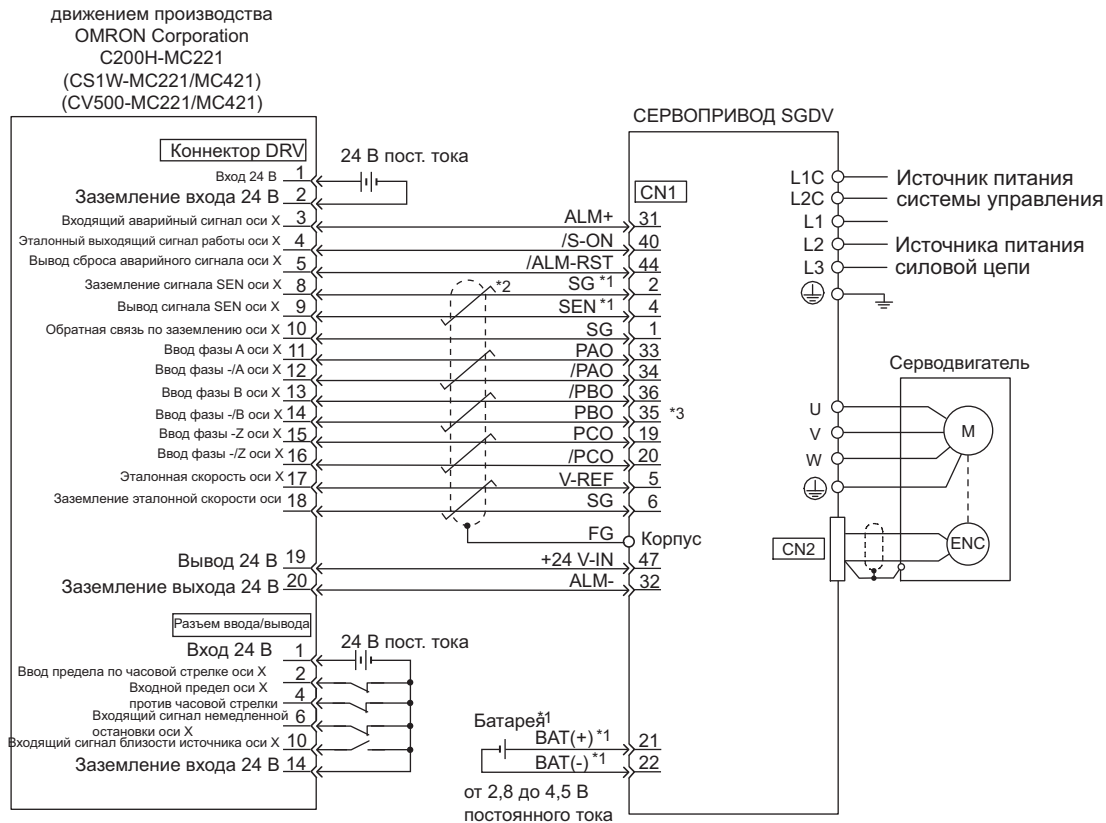 движением производства
OMRON Corporation
C200H-MC221
(CS1W-MC221/MC421)
(CV500-MC221/MC421)
СЕРВОПРИВОД SGDV
Коннектор DRV
24 В пост. тока
Вход 24 В 1
Заземление входа 24 В 2
Входящий аварийный сигнал оси X 3
Эталонный выходящий сигнал работы оси X 4
Вывод сброса аварийного сигнала оси X 5
Заземление сигнала SEN оси X 8
Вывод сигнала SEN оси X 9
Обратная связь по заземлению оси X 10
Ввод фазы A оси X 11
Ввод фазы -/A оси X 12
Ввод фазы B оси X 13
Ввод фазы -/B оси X 14
Ввод фазы -Z оси X 15
Ввод фазы -/Z оси X 16
Эталонная скорость оси X 17
Заземление эталонной скорости оси 18
Вывод 24 В 19
Заземление выхода 24 В 20
*2
CN1
ALM+ 31
/S-ON 40
/ALM-RST 44
SG *1 2
SEN *1 4
SG 1
PAO 33
/PAO 34
/PBO 36
PBO 35 *3
PCO 19
/PCO 20
V-REF 5
SG 6
FG Корпус
+24 V-IN 47
ALM- 32
L1C Источник питания
L2C системы управления
L1
L2 Источника питания
L3 силовой цепи
Серводвигатель
U
V
W
M
CN2
ENC
Разъем ввода/вывода
24 В пост. тока
Вход 24 В 1
Ввод предела по часовой стрелке оси X 2
Входной предел оси X
против часовой стрелки 4
Входящий сигнал немедленной
остановки оси X 6
Входящий сигнал близости источника оси X 10
Заземление входа 24 В 14
Батарея*1
BAT(+) *1 21
BAT(-) *1 22
от 2,8 до 4,5 В
постоянного тока